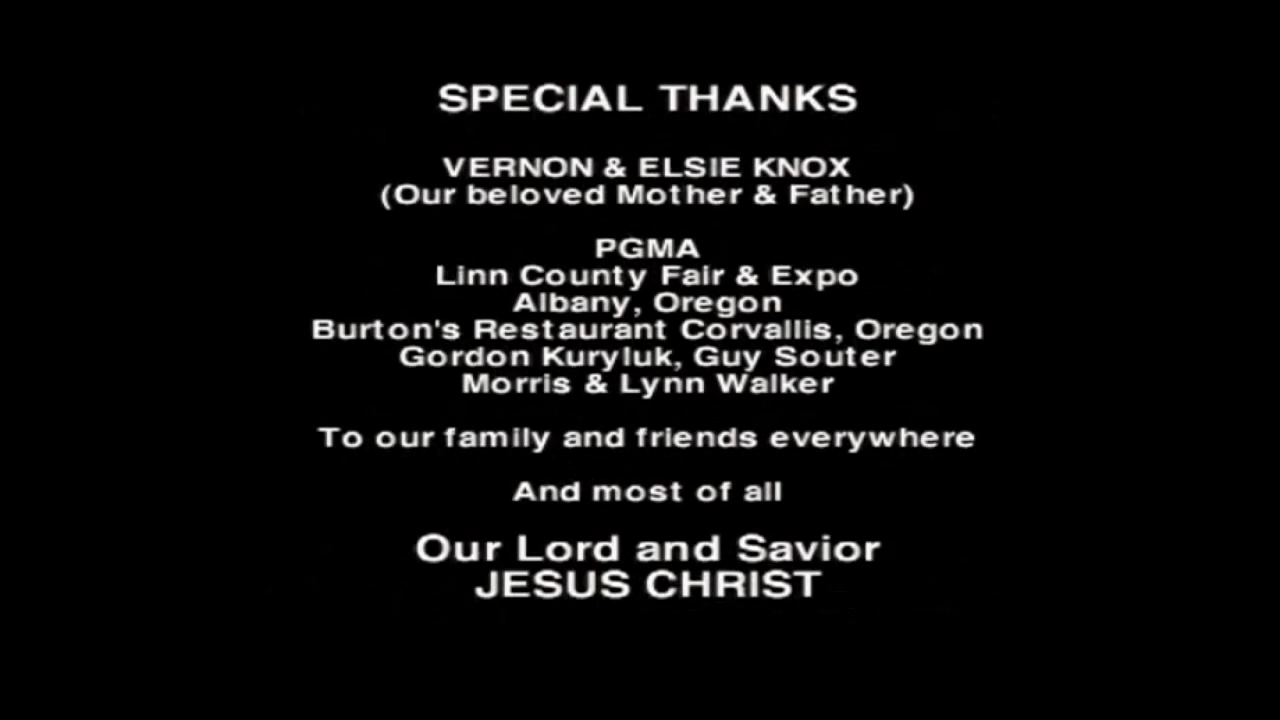 SPECIAL THANKS
VERNON & ELSIE KNOX
(Our beloved Mother & Father)
PGMA
Linn County Fair & Expo
Albany, Oregon
Burton's Restaurant Corvallis, Oregon
Gordon Kuryluk, Guy Souter
Morris & Lynn Walker
To our family and friends everywhere
And most of all
Our Lord and Savior
JESUS CHRIST